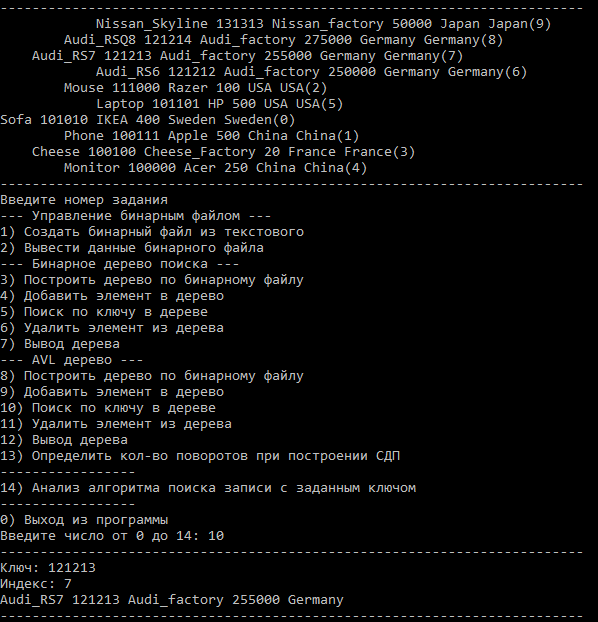 -------------------------------------------------------------------------
Nissan_Skyline 131313 Nissan_factory 50000 Japan Japan(9)
Audi_RSQ8 121214 Audi_factory 275000 Germany Germany(8)
Audi_RS7 121213 Audi_factory 255000 Germany Germany(7)
Audi_RS6 121212 Audi_factory 250000 Germany Germany(6)
Mouse 111000 Razer 100 USA USA(2)
Laptop 101101 HP 500 USA USA(5)
Sofa 101010 IKEA 400 Sweden Sweden(0)
Phone 100111 Apple 500 China China(1)
Cheese 100100 Cheese_Factory 20 France France(3)
Monitor 100000 Acer 250 China China(4)
-------------------------------------------------------------------------
Введите номер задания
--- Управление бинарным файлом ---
1) Создать бинарный файл из текстового
2) Вывести данные бинарного файла
--- Бинарное дерево поиска ---
3) Построить дерево по бинарному файлу
4) Добавить элемент в дерево
5) Поиск по ключу в дереве
6) Удалить элемент из дерева
7) Вывод дерева
--- AVL дерево ---
8) Построить дерево по бинарному файлу
9) Добавить элемент в дерево
10) Поиск по ключу в дереве
11) Удалить элемент из дерева
12) Вывод дерева
13) Определить кол-во поворотов при построении СДП
-----------------
14) Анализ алгоритма поиска записи с заданным ключом
-----------------
0) Выход из программы
Введите число от 0 до 14: 10
-------------------------------------------------------------------------
Ключ: 121213
Индекс: 7
Audi_RS7 121213 Audi_factory 255000 Germany
-------------------------------------------------------------------------